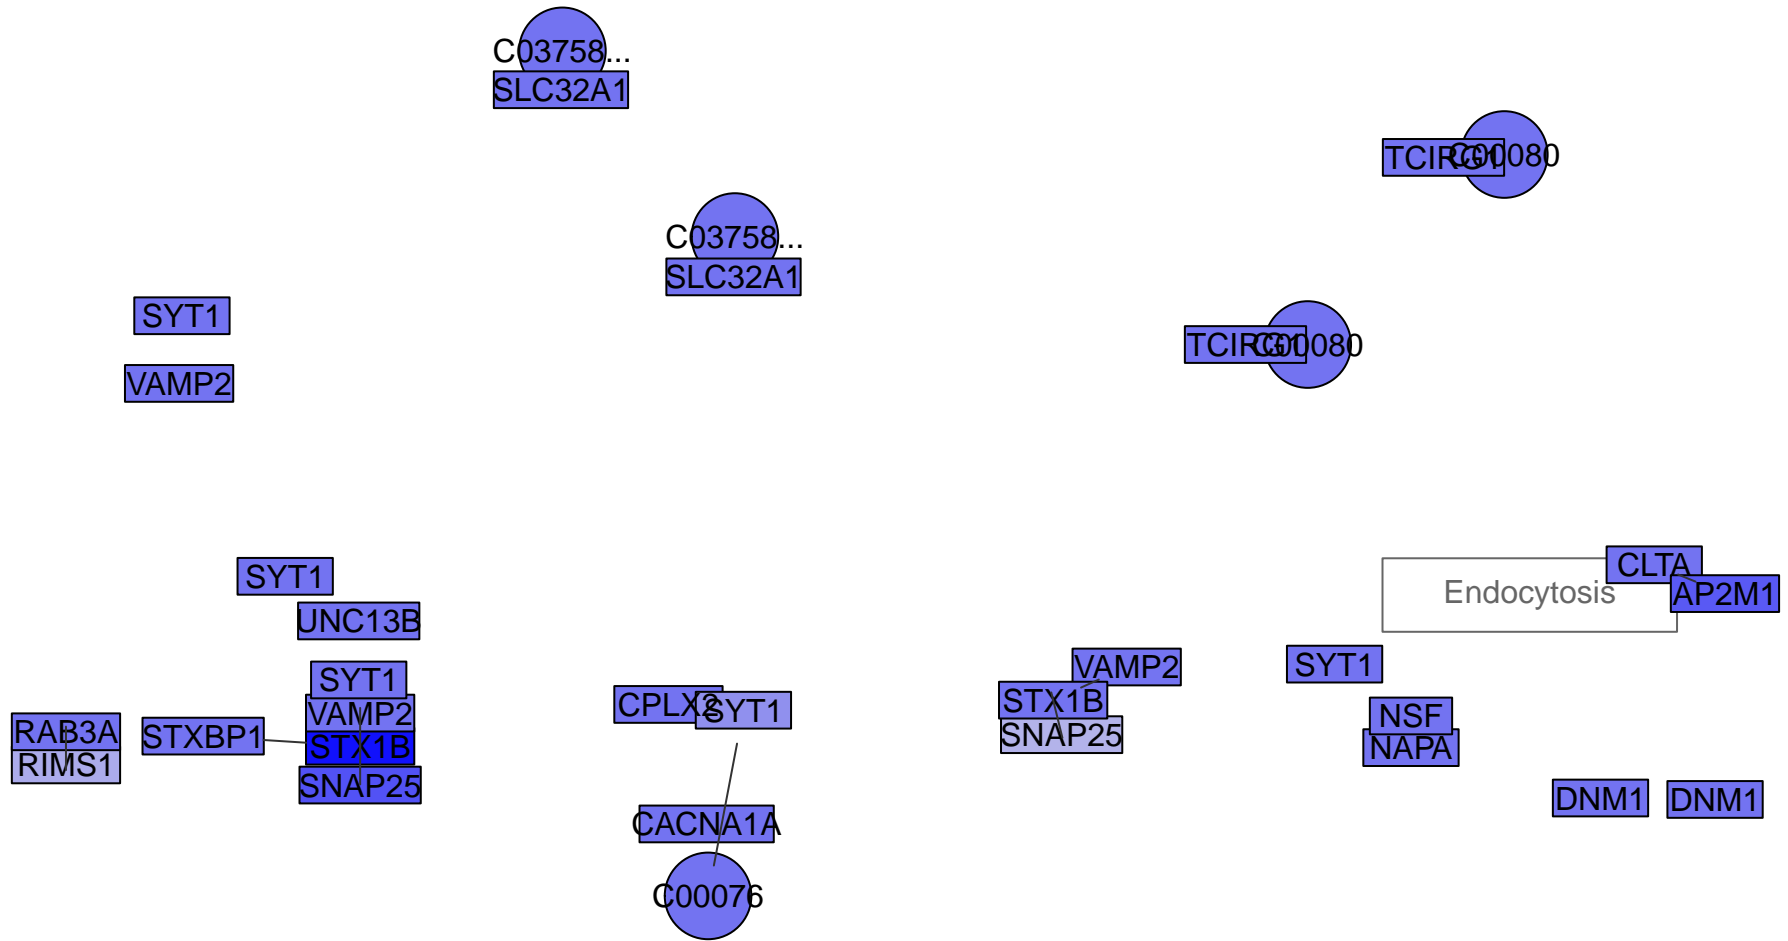 C03758...
SLC32A1
TCIRG1
C00080
C03758...
SLC32A1
SYT1
TCIRG1
C00080
VAMP2
SYT1
CLTA
Endocytosis
AP2M1
UNC13B
SYT1
VAMP2
SYT1
CPLX2
SYT1
STX1B
VAMP2
NSF
RAB3A
STXBP1
SNAP25
STX1B
NAPA
RIMS1
SNAP25
DNM1
DNM1
CACNA1A
C00076